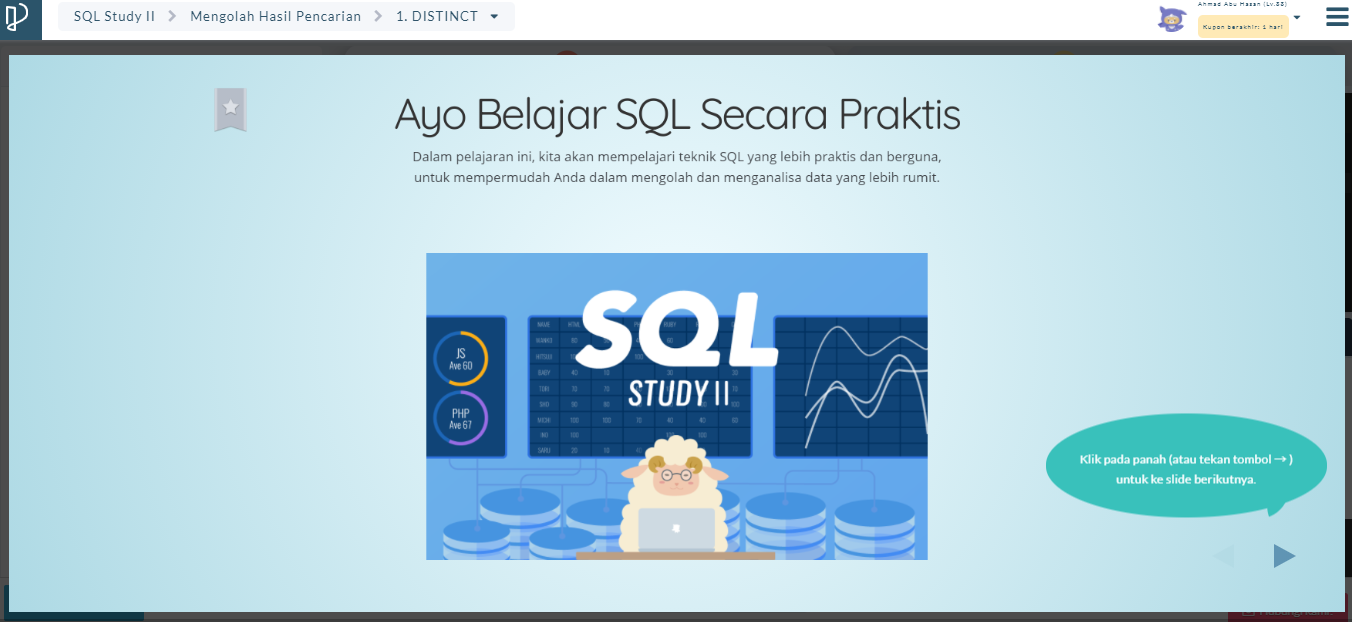 SQL Study II
Mengolah Hasil Pencarian
1. DISTINCT
Ahmad Abu Hasan (Lv.58)
Kupon berakhir: 1 hari
Ayo Belajar SQL Secara Praktis
Dalam pelajaran ini, kita akan mempelajari teknik SQL yang lebih praktis dan berguna,
untuk mempermudah Anda dalam mengolah dan menganalisa data yang lebih rumit.
SQL
STUDY II
JS
Ave 60
PHP
Ave 67
NAME HTML
Klik pada panah (atau tekan tombol → )
untuk ke slide berikutnya.